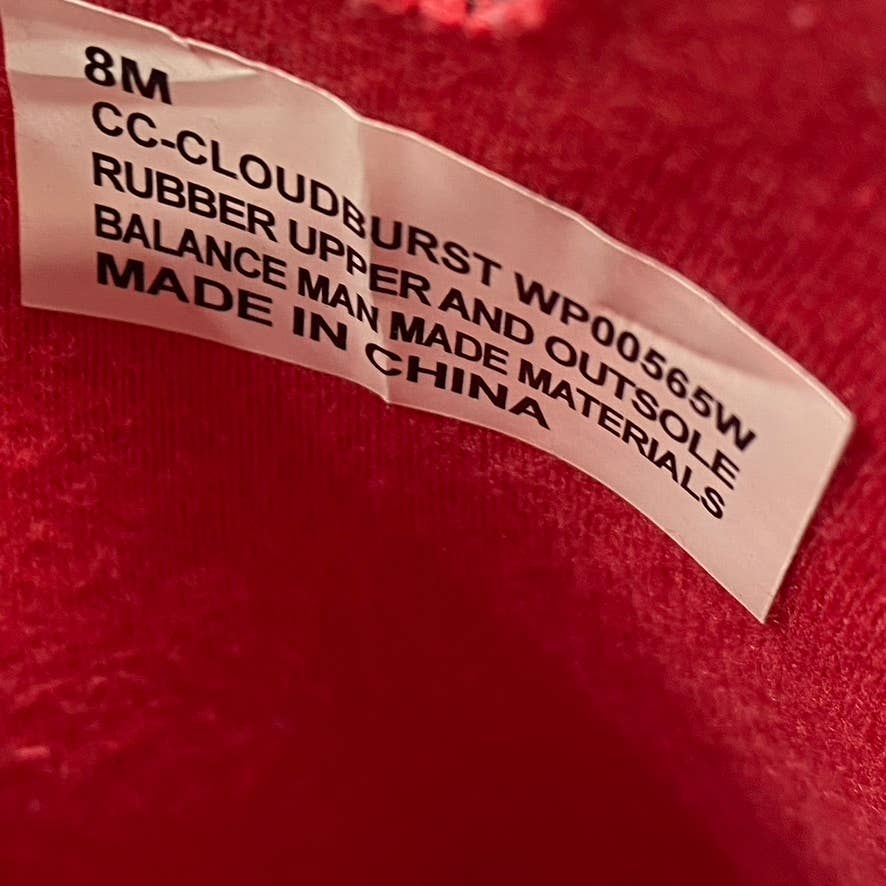 8M
CC-CLOUDBURST WP00565W
RUBBER UPPER AND OUTSOLE
BALANCE MAN MADE MATERIALS
MADE IN CHINA